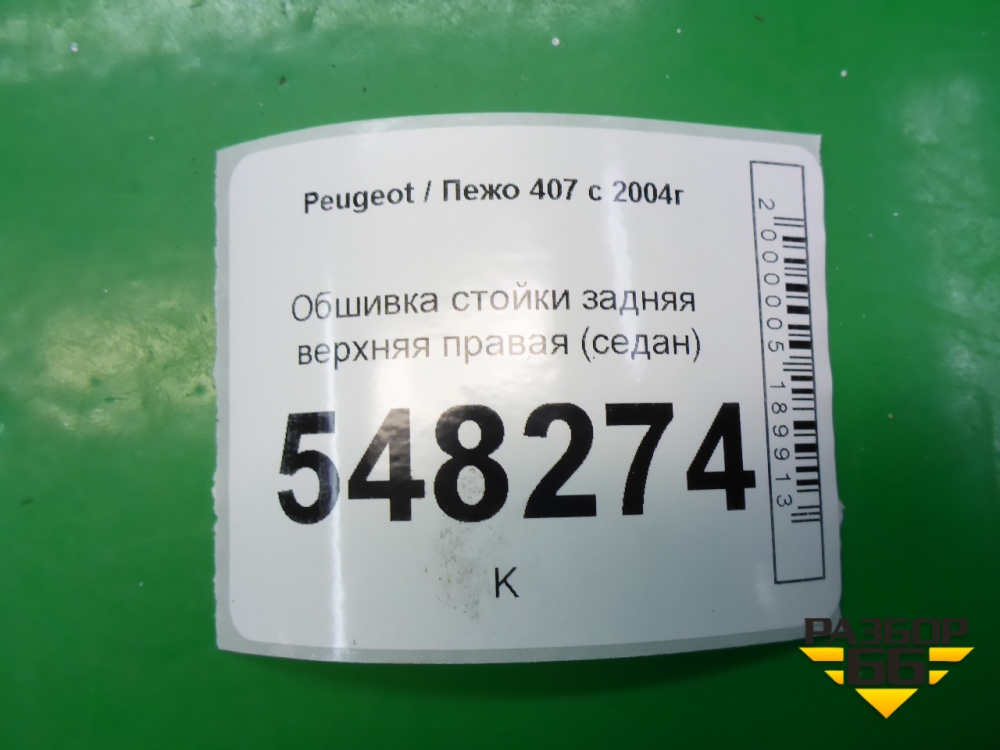 Peugeot / Пежо 407 с 2004г
Обшивка стойки задняя
верхняя правая (седан)
548274
К
2000005189913
РАЗБОР
66